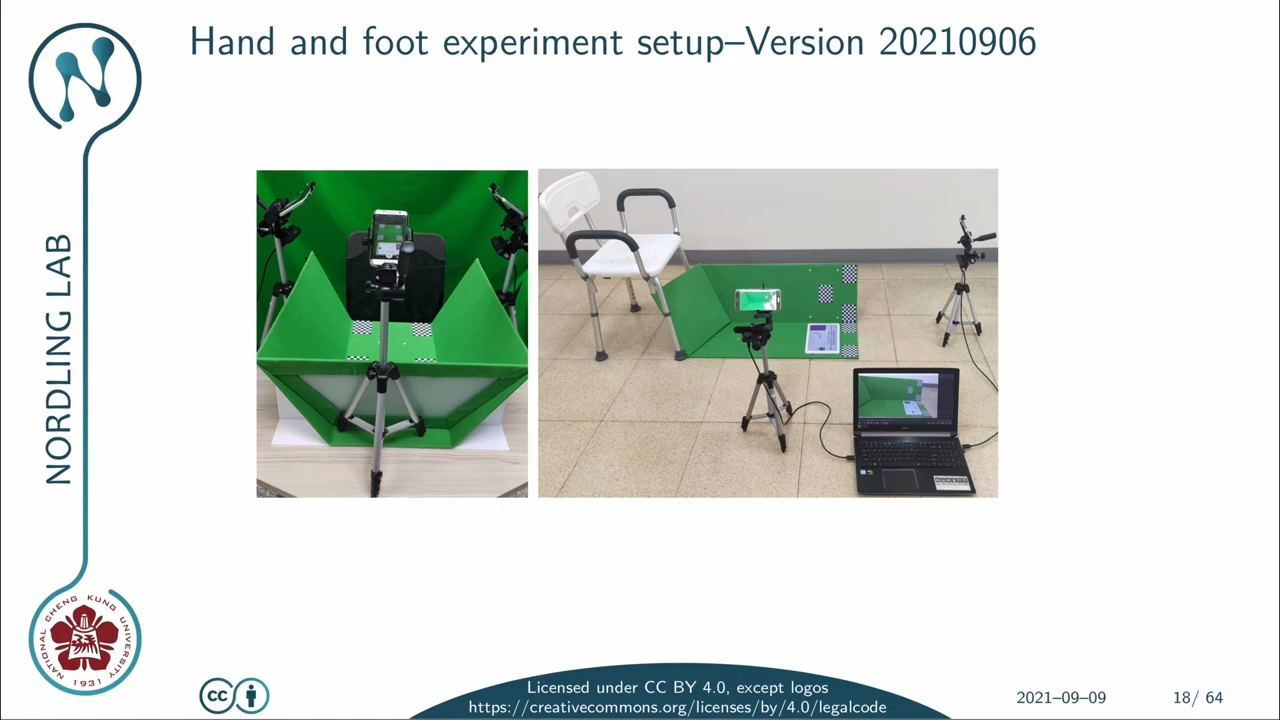 Hand and foot experiment setup–Version 20210906
NORDLING LAB
NATIONAL CHENG KUNG UNIVERSITY
1931
cc
Licensed under CC BY 4.0, except logos
https://creativecommons.org/licenses/by/4.0/legalcode
2021–09–09
18/ 64